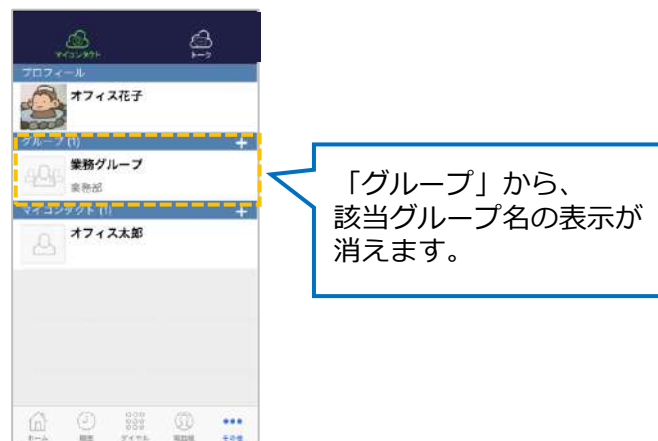 マイコンタクト
トーク
プロフィール
オフィス花子
グループ (1)
業務グループ
業務部
マイコンタクト (1)
オフィス太郎
ホーム
履歴
ダイヤル
電話帳
その他
「グループ」から、
該当グループ名の表示が
消えます。